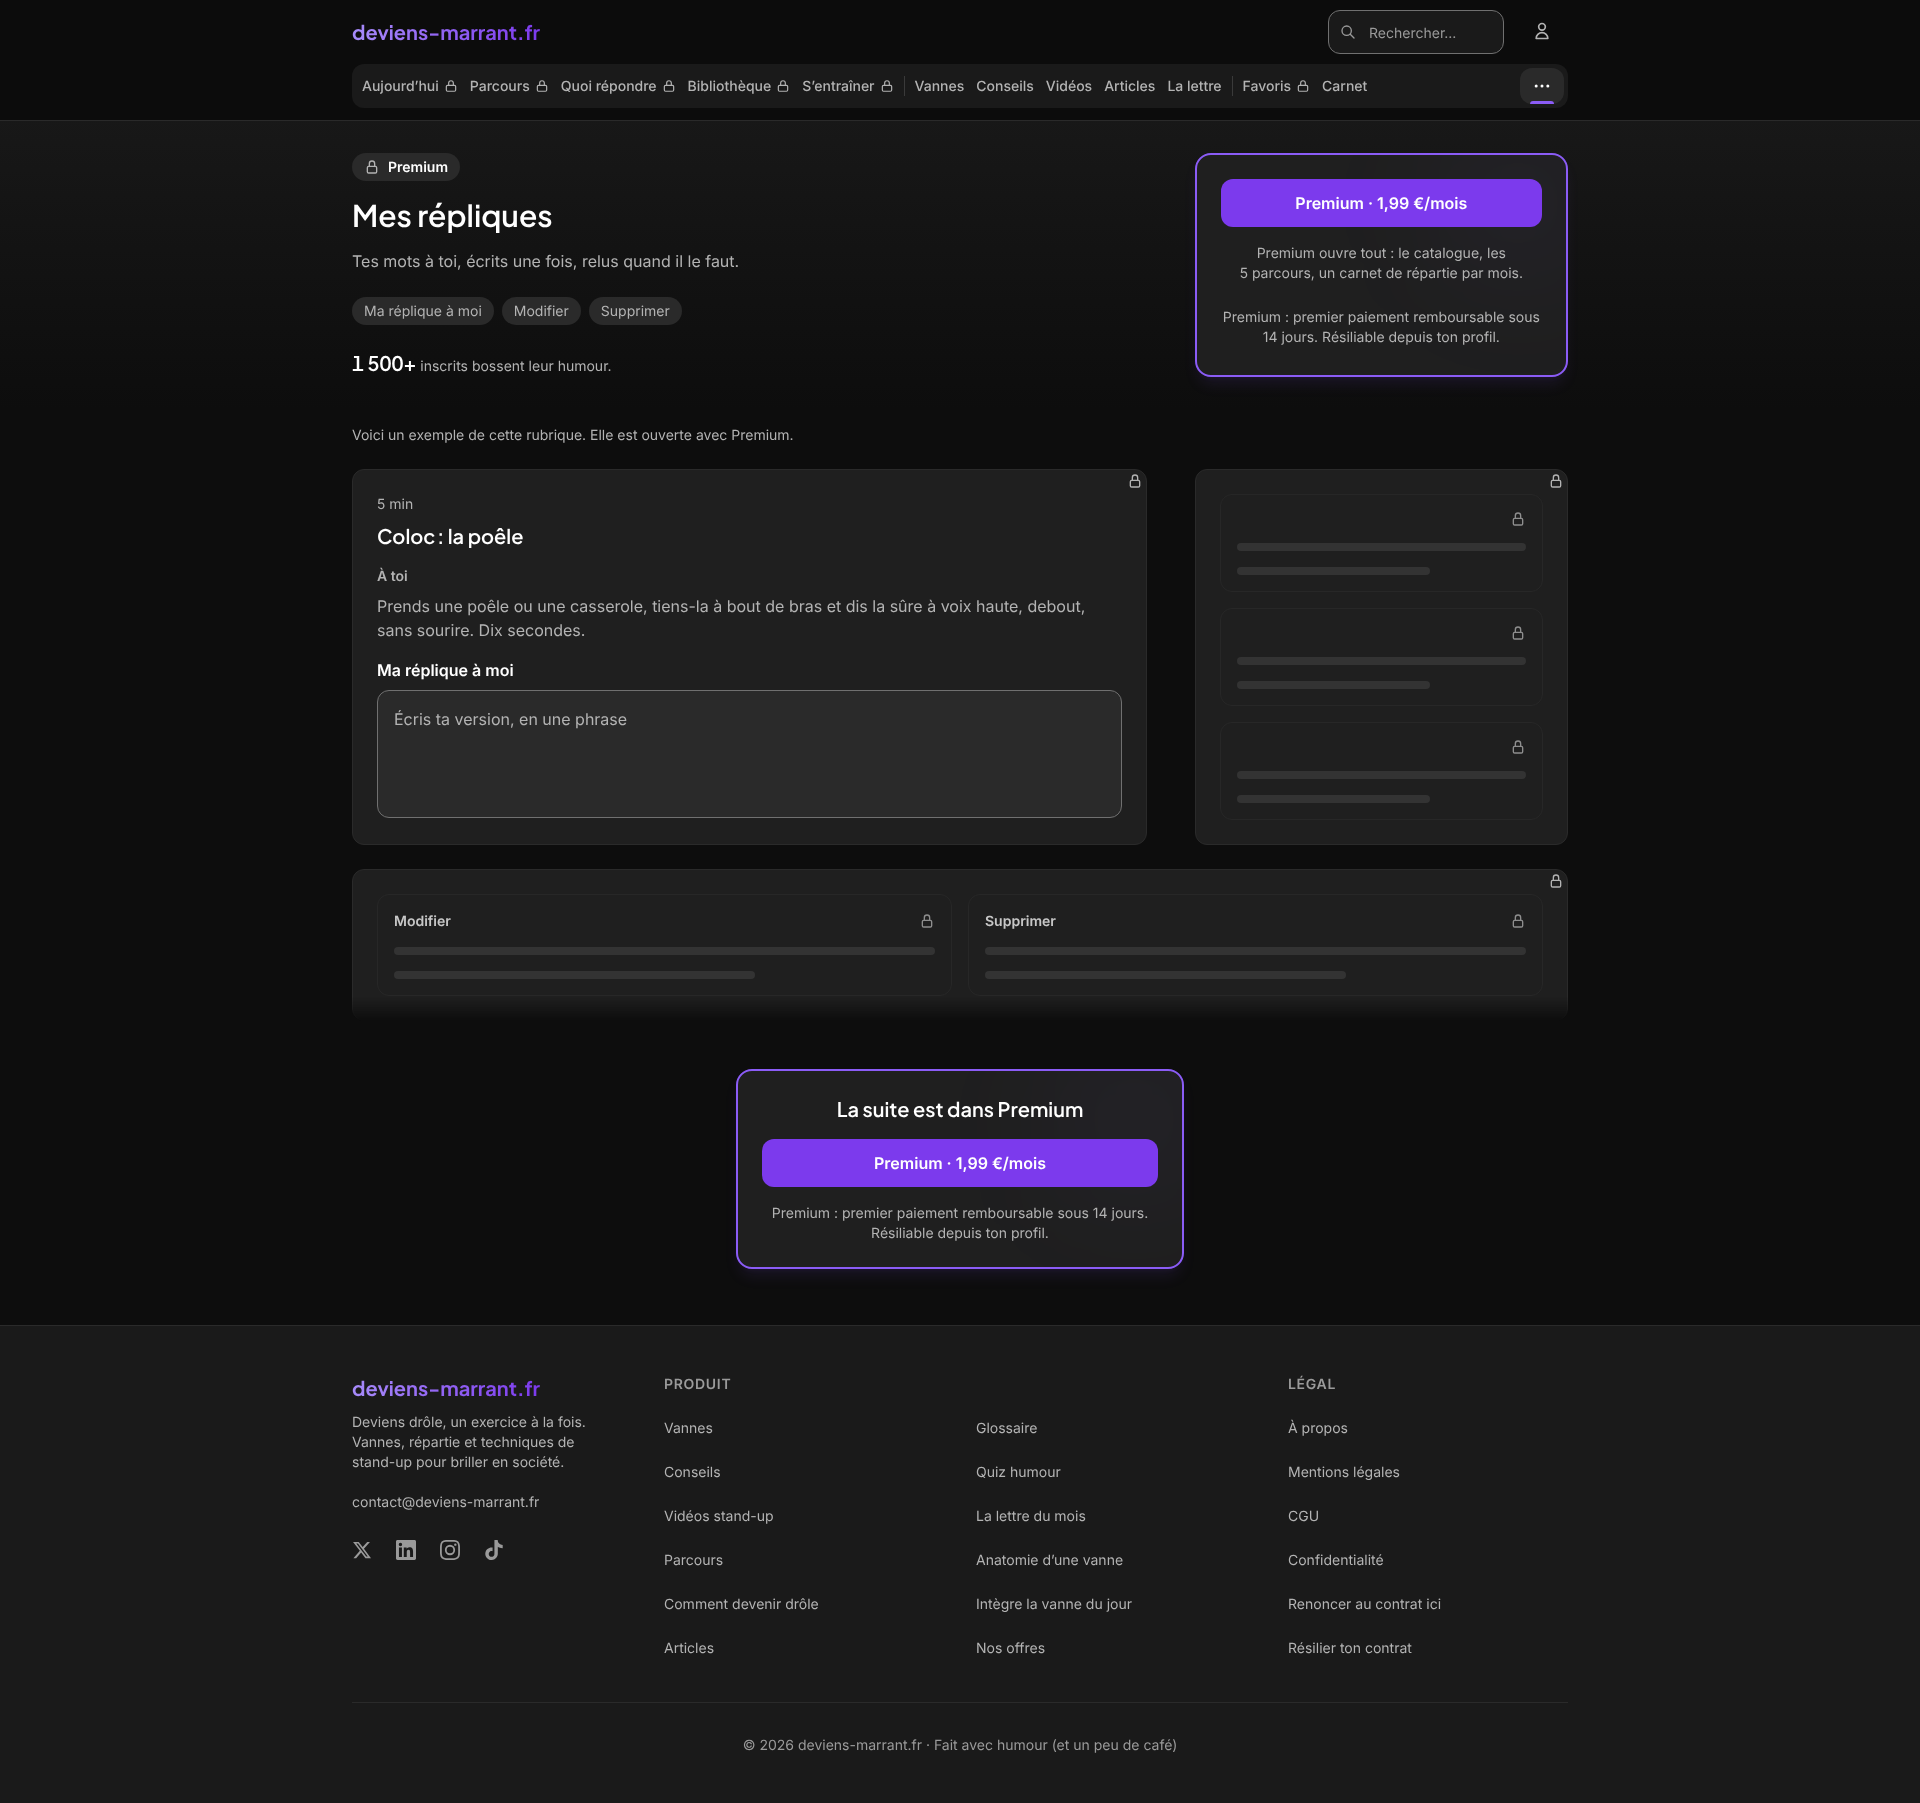 deviens-marrant.fr
Rechercher...
Aujourd’hui Parcours Quoi répondre Bibliothèque S’entraîner Vannes Conseils Vidéos Articles La lettre Favoris Carnet
Premium
Mes répliques
Tes mots à toi, écrits une fois, relus quand il le faut.
Ma réplique à moi Modifier Supprimer
1 500+ inscrits bossent leur humour.
Premium · 1,99 €/mois
Premium ouvre tout : le catalogue, les
5 parcours, un carnet de répartie par mois.
Premium : premier paiement remboursable sous
14 jours. Résiliable depuis ton profil.
Voici un exemple de cette rubrique. Elle est ouverte avec Premium.
5 min
Coloc : la poêle
À toi
Prends une poêle ou une casserole, tiens-la à bout de bras et dis la sûre à voix haute, debout,
sans sourire. Dix secondes.
Ma réplique à moi
Écris ta version, en une phrase
Modifier
Supprimer
La suite est dans Premium
Premium · 1,99 €/mois
Premium : premier paiement remboursable sous 14 jours.
Résiliable depuis ton profil.
deviens-marrant.fr
Deviens drôle, un exercice à la fois.
Vannes, répartie et techniques de
stand-up pour briller en société.
contact@deviens-marrant.fr
PRODUIT
Vannes
Conseils
Vidéos stand-up
Parcours
Comment devenir drôle
Articles
Glossaire
Quiz humour
La lettre du mois
Anatomie d’une vanne
Intègre la vanne du jour
Nos offres
LÉGAL
À propos
Mentions légales
CGU
Confidentialité
Renoncer au contrat ici
Résilier ton contrat
© 2026 deviens-marrant.fr · Fait avec humour (et un peu de café)